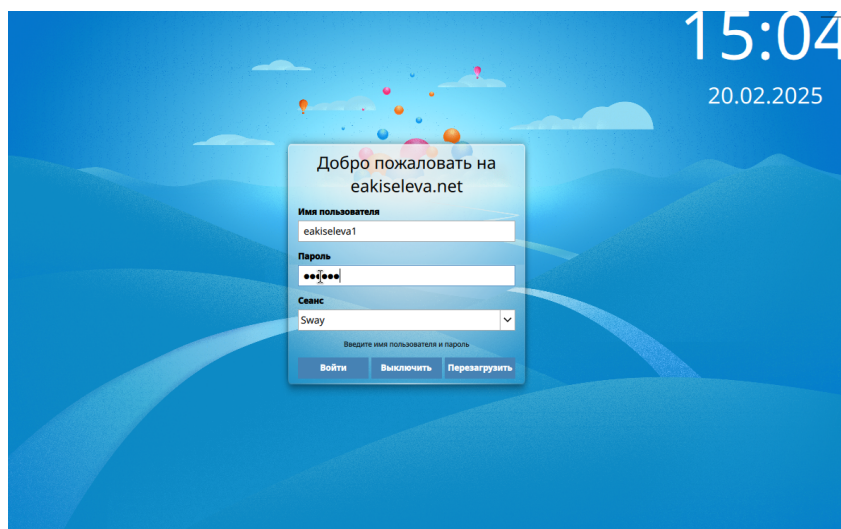 15:04
20.02.2025
Добро пожаловать на
eakiseleva.net
Имя пользователя
eakiseleva1
Пароль
●●●●●●
Сеанс
Sway
Введите имя пользователя и пароль
Войти Выключить Перезагрузить